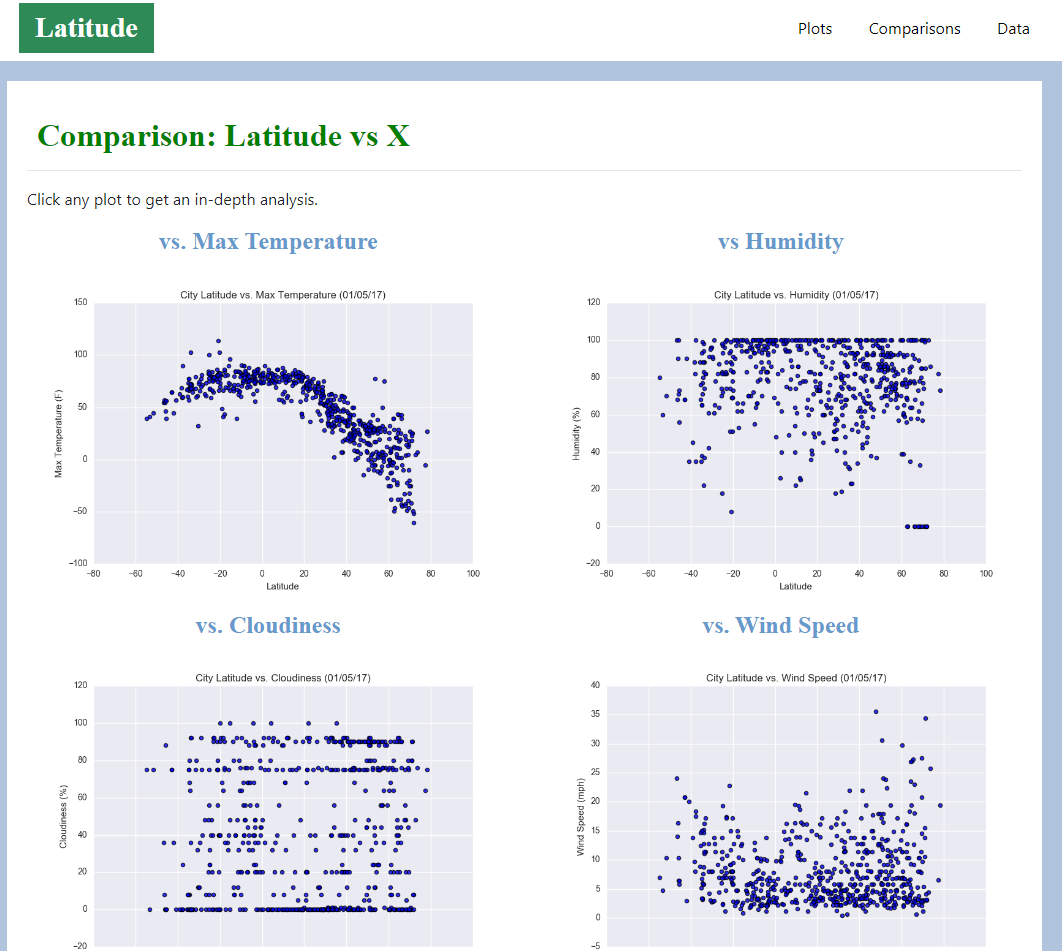 Latitude
Plots Comparisons Data
Comparison: Latitude vs X
Click any plot to get an in-depth analysis.
vs. Max Temperature
City Latitude vs. Max Temperature (01/05/17)
150
100
50
0
−50
−100
Max Temperature (F)
−80 −60 −40 −20 0 20 40 60 80 100
Latitude
vs Humidity
City Latitude vs. Humidity (01/05/17)
120
100
80
60
40
20
0
−20
Humidity (%)
−80 −60 −40 −20 0 20 40 60 80 100
Latitude
vs. Cloudiness
City Latitude vs. Cloudiness (01/05/17)
120
100
80
60
40
20
0
−20
Cloudiness (%)
vs. Wind Speed
City Latitude vs. Wind Speed (01/05/17)
40
35
30
25
20
15
10
5
0
−5
Wind Speed (mph)